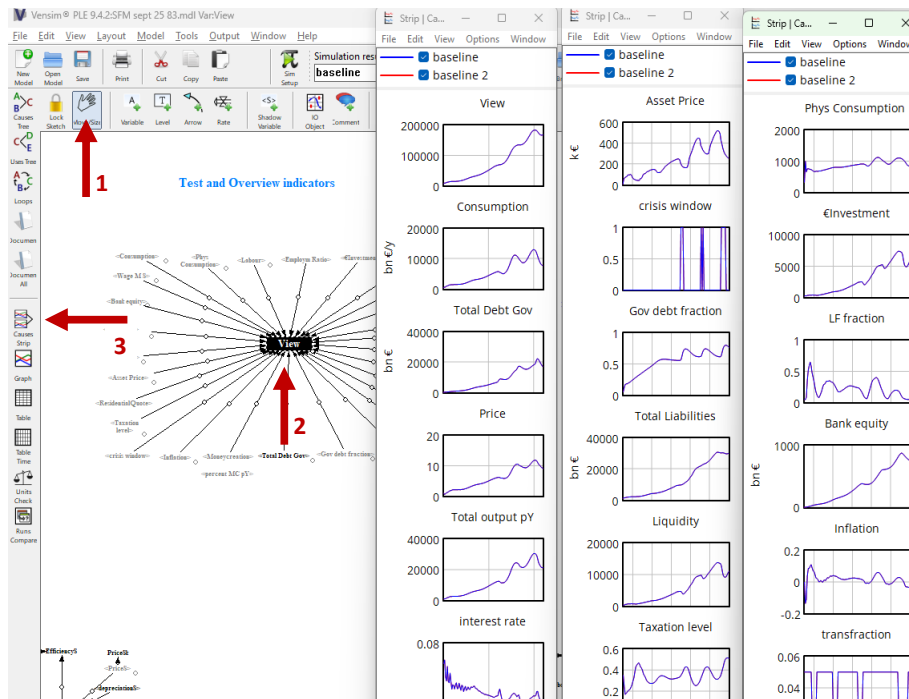 Vensim® PLE 9.4.2:SFM sept 25 83.mdl Var:View
File Edit View Layout Model Tools Output Window Help
New Model
Open Model
Save
Print
Cut
Copy
Paste
Sim Setup
Simulation res
baseline
Causes Tree
Lock Sketch
Move/Size
Variable
Level
Arrow
Rate
Shadow Variable
IO Object
Comment
Uses Tree
Loops
Documen
Documen All
Causes Strip
Graph
Table
Table Time
Units Check
Runs Compare
1
2
3
Test and Overview indicators
<Consumption>
<Phys Consumption>
<Labour>
<Employm Ratio>
<€Investmen
<Wage M S>
<Bank equity>
View
<Asset Price>
<ResidentialQuote>
<Taxation level>
<crisis window>
<Inflation>
<Moneycreation>
<percent MC pY>
<Total Debt Gov>
<Gov debt fraction>
EfficiencyS
PriceSh
<PriceS>
depreciationS
Strip | Ca...
File Edit View Options Window
baseline
baseline 2
View
200000
100000
0
Consumption
20000
10000
0
bn €/y
Total Debt Gov
40000
20000
0
bn €
Price
20
10
0
Total output pY
40000
20000
0
interest rate
0.08
Strip | Ca...
File Edit View Options Window
baseline
baseline 2
Asset Price
600
400
200
0
k €
crisis window
1
0.5
0
Gov debt fraction
1
0.5
0
Total Liabilities
40000
20000
0
bn €
Liquidity
20000
10000
0
Taxation level
0.6
0.4
0.2
Strip | Ca...
File Edit View Options Window
baseline
baseline 2
Phys Consumption
2000
1000
0
€Investment
10000
5000
0
LF fraction
1
0.5
0
Bank equity
1000
0
bn €
Inflation
0.2
0
-0.2
transfraction
0.06
0.04